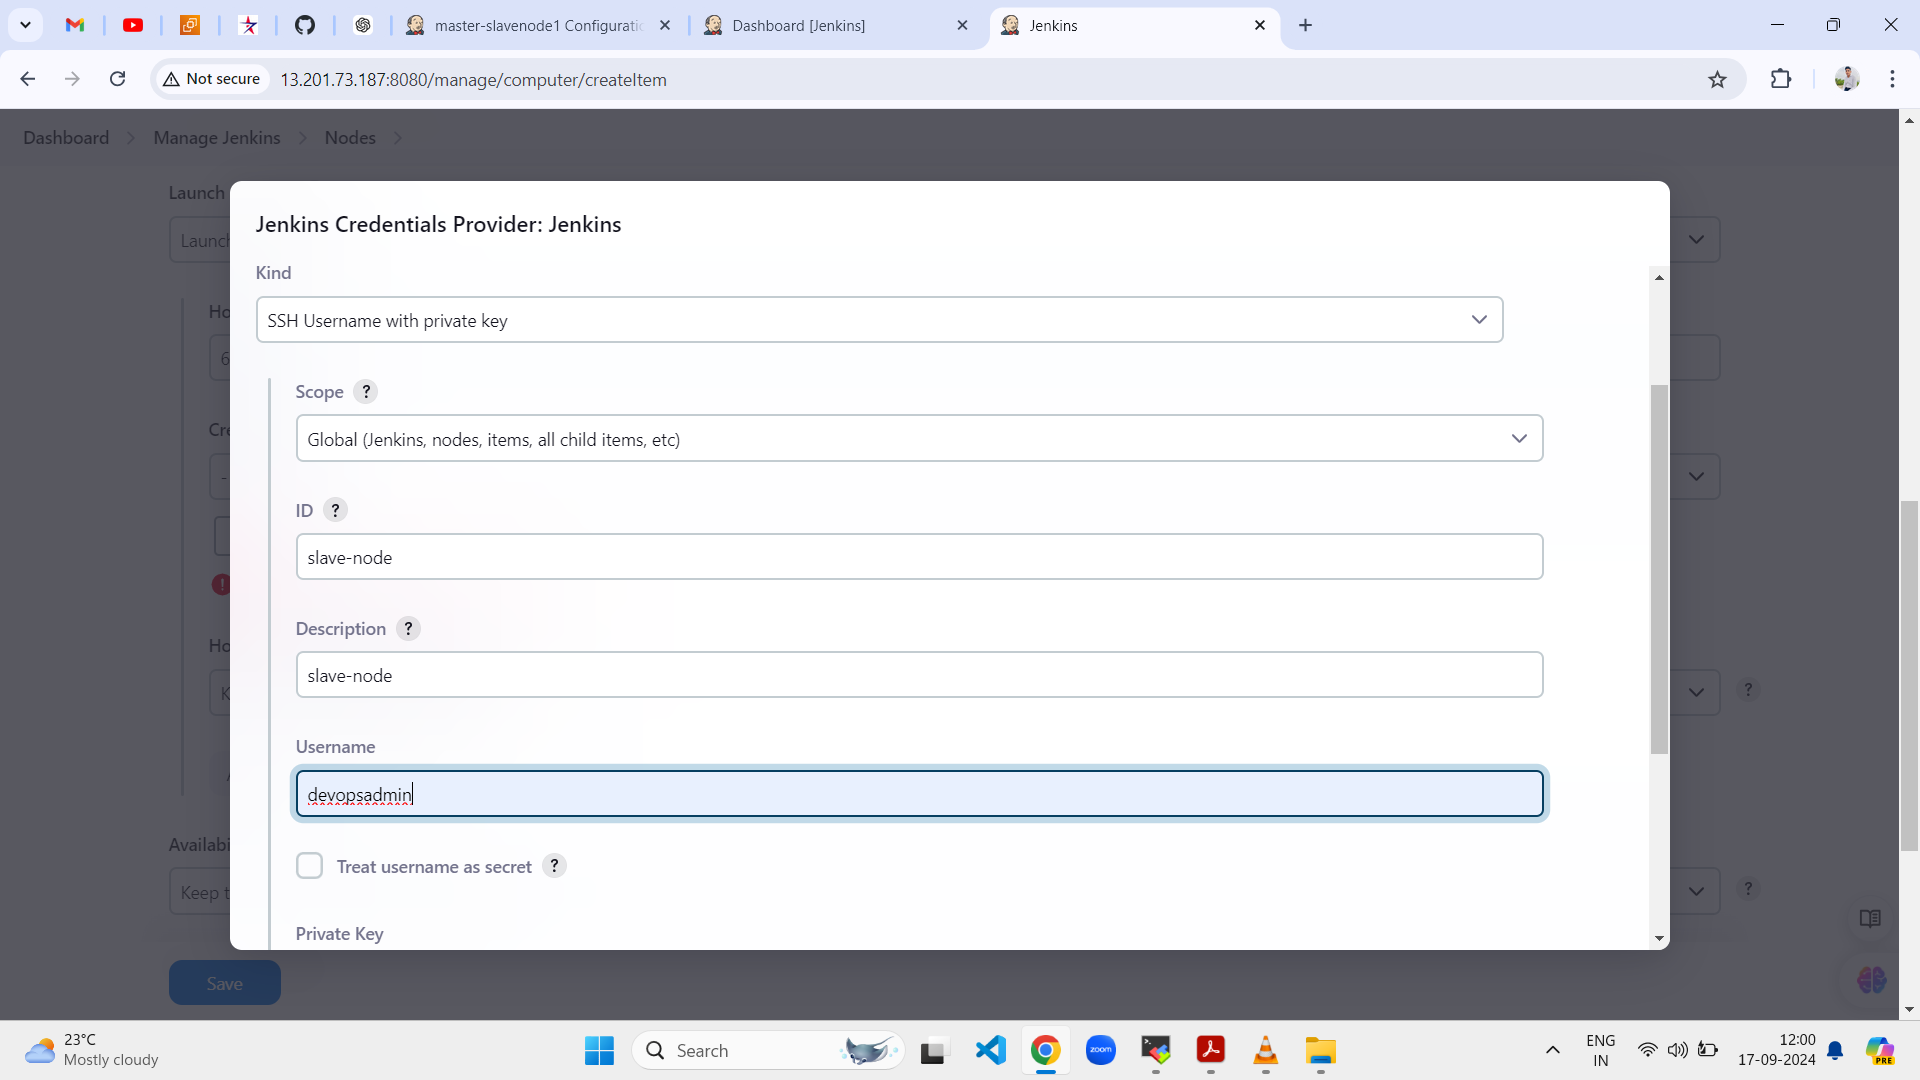 master-slavenode1 Configuratio
Dashboard [Jenkins]
Jenkins
Not secure
13.201.73.187:8080/manage/computer/createItem
Dashboard
Manage Jenkins
Nodes
Launch
Launch
Jenkins Credentials Provider: Jenkins
Kind
SSH Username with private key
Ho
6
Scope ?
Global (Jenkins, nodes, items, all child items, etc)
Cre
-
ID ?
slave-node
Description ?
slave-node
Ho
K
?
Username
devopsadmin
Treat username as secret ?
Availabi
Keep t
?
Private Key
Save
23°C
Mostly cloudy
Search
zoom
ENG
IN
12:00
17-09-2024
PRE